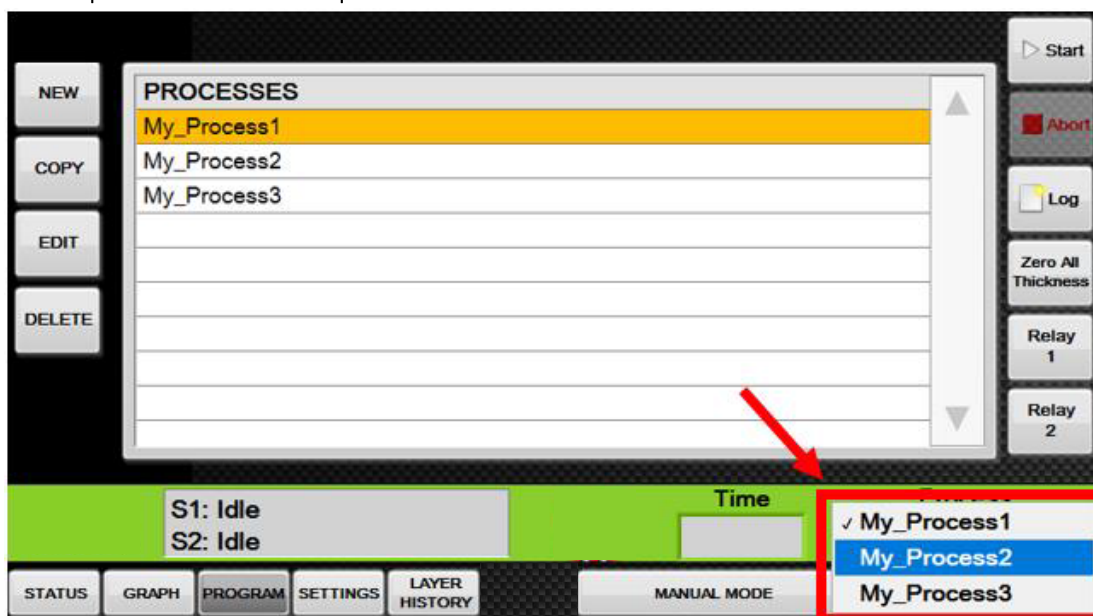 Start
NEW
PROCESSES
My_Process1
Abort
COPY
My_Process2
My_Process3
Log
EDIT
Zero All
Thickness
DELETE
Relay
1
Relay
2
S1: Idle
S2: Idle
Time
✓ My_Process1
My_Process2
My_Process3
STATUS
GRAPH
PROGRAM
SETTINGS
LAYER
HISTORY
MANUAL MODE